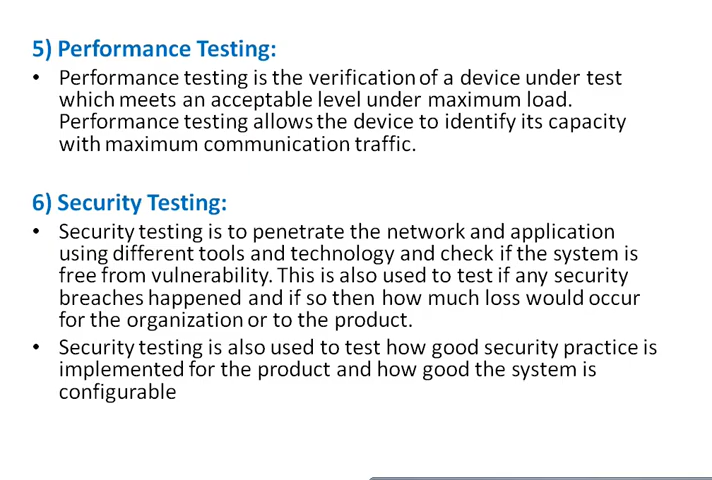 5) Performance Testing:
• Performance testing is the verification of a device under test
which meets an acceptable level under maximum load.
Performance testing allows the device to identify its capacity
with maximum communication traffic.
6) Security Testing:
• Security testing is to penetrate the network and application
using different tools and technology and check if the system is
free from vulnerability. This is also used to test if any security
breaches happened and if so then how much loss would occur
for the organization or to the product.
• Security testing is also used to test how good security practice is
implemented for the product and how good the system is
configurable